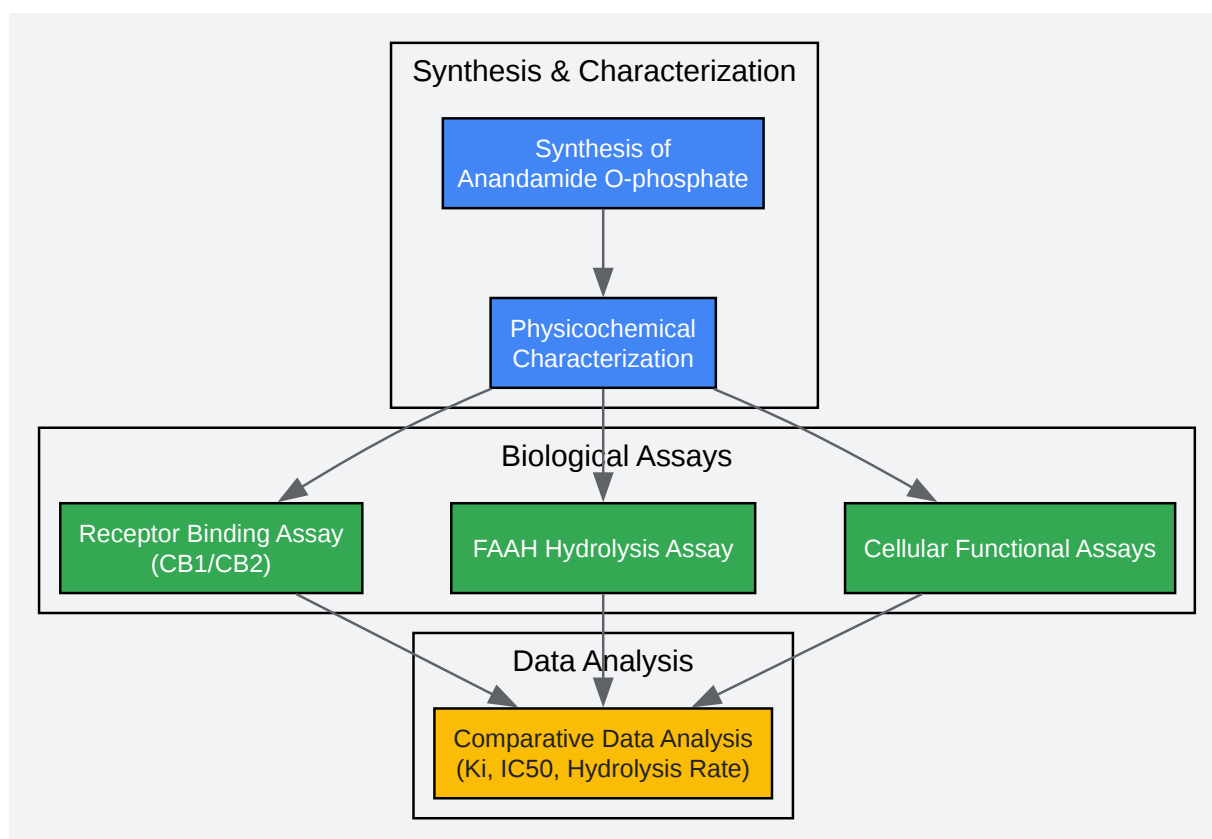 Synthesis & Characterization
Synthesis of
Anandamide O-phosphate
Physicochemical
Characterization
Biological Assays
Receptor Binding Assay
(CB1/CB2)
FAAH Hydrolysis Assay
Cellular Functional Assays
Data Analysis
Comparative Data Analysis
(Ki, IC50, Hydrolysis Rate)